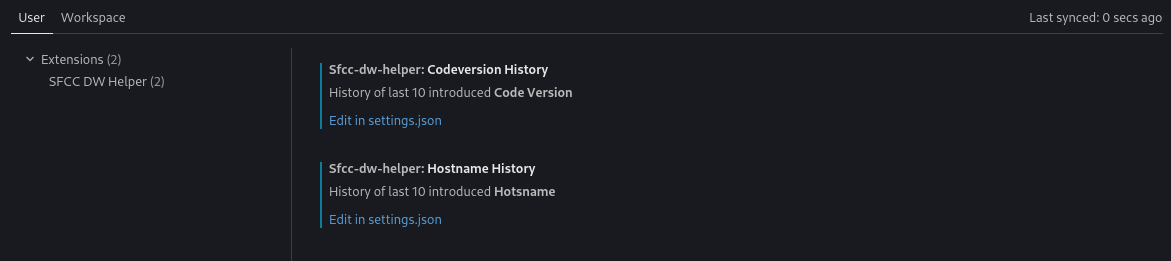 User Workspace Last synced: 0 secs ago
Extensions (2)
SFCC DW Helper (2)
Sfcc-dw-helper: Codeversion History
History of last 10 introduced Code Version
Edit in settings.json
Sfcc-dw-helper: Hostname History
History of last 10 introduced Hotsname
Edit in settings.json